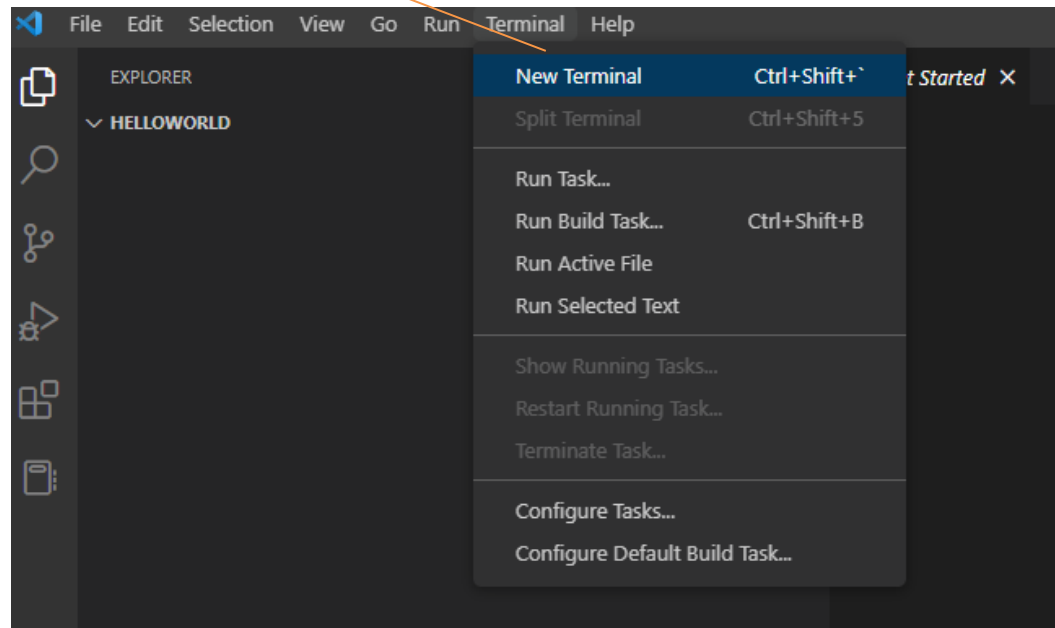 File Edit Selection View Go Run Terminal Help
EXPLORER
HELLOWORLD
New Terminal Ctrl+Shift+`
Split Terminal Ctrl+Shift+5
Run Task...
Run Build Task... Ctrl+Shift+B
Run Active File
Run Selected Text
Show Running Tasks...
Restart Running Task...
Terminate Task...
Configure Tasks...
Configure Default Build Task...
t Started